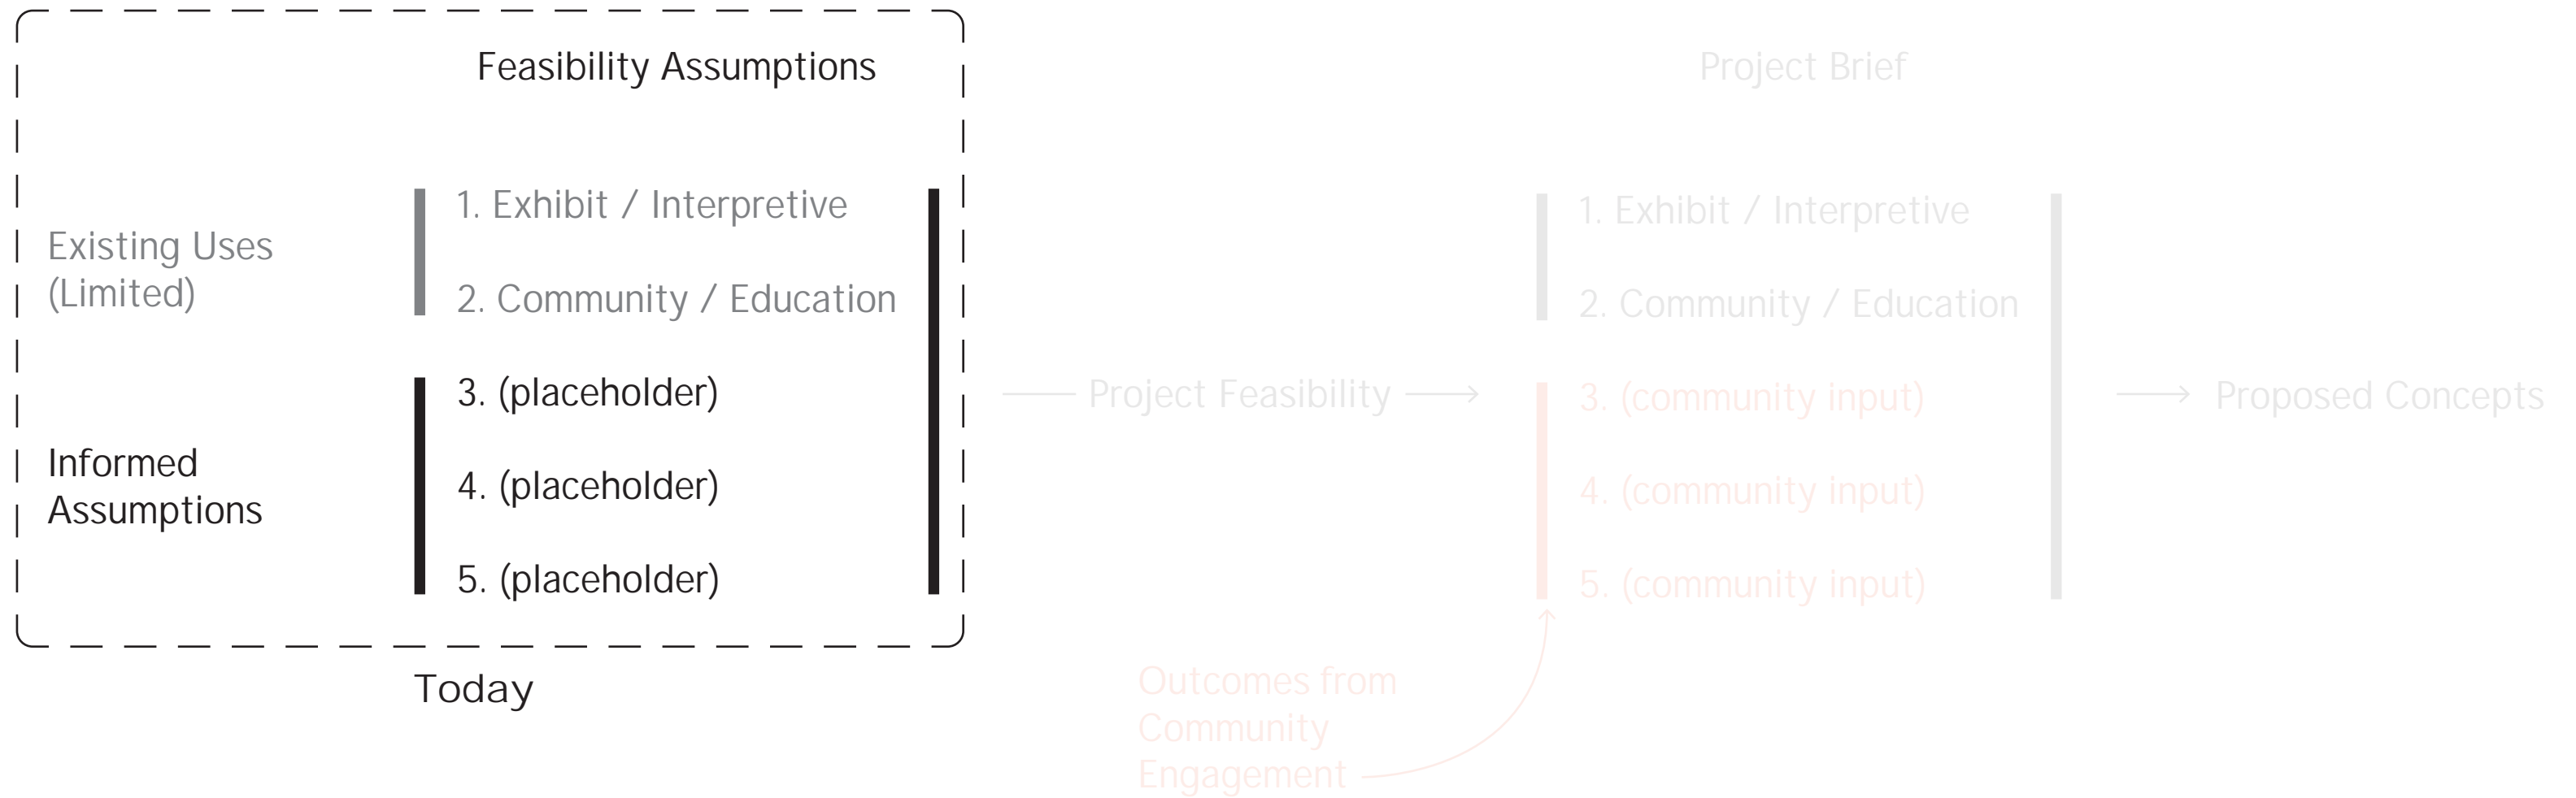 Feasibility Assumptions
Existing Uses
(Limited)
1. Exhibit / Interpretive
2. Community / Education
Informed
Assumptions
3. (placeholder)
4. (placeholder)
5. (placeholder)
Today
Project Feasibility
Project Brief
1. Exhibit / Interpretive
2. Community / Education
3. (community input)
4. (community input)
5. (community input)
Outcomes from
Community
Engagement
Proposed Concepts